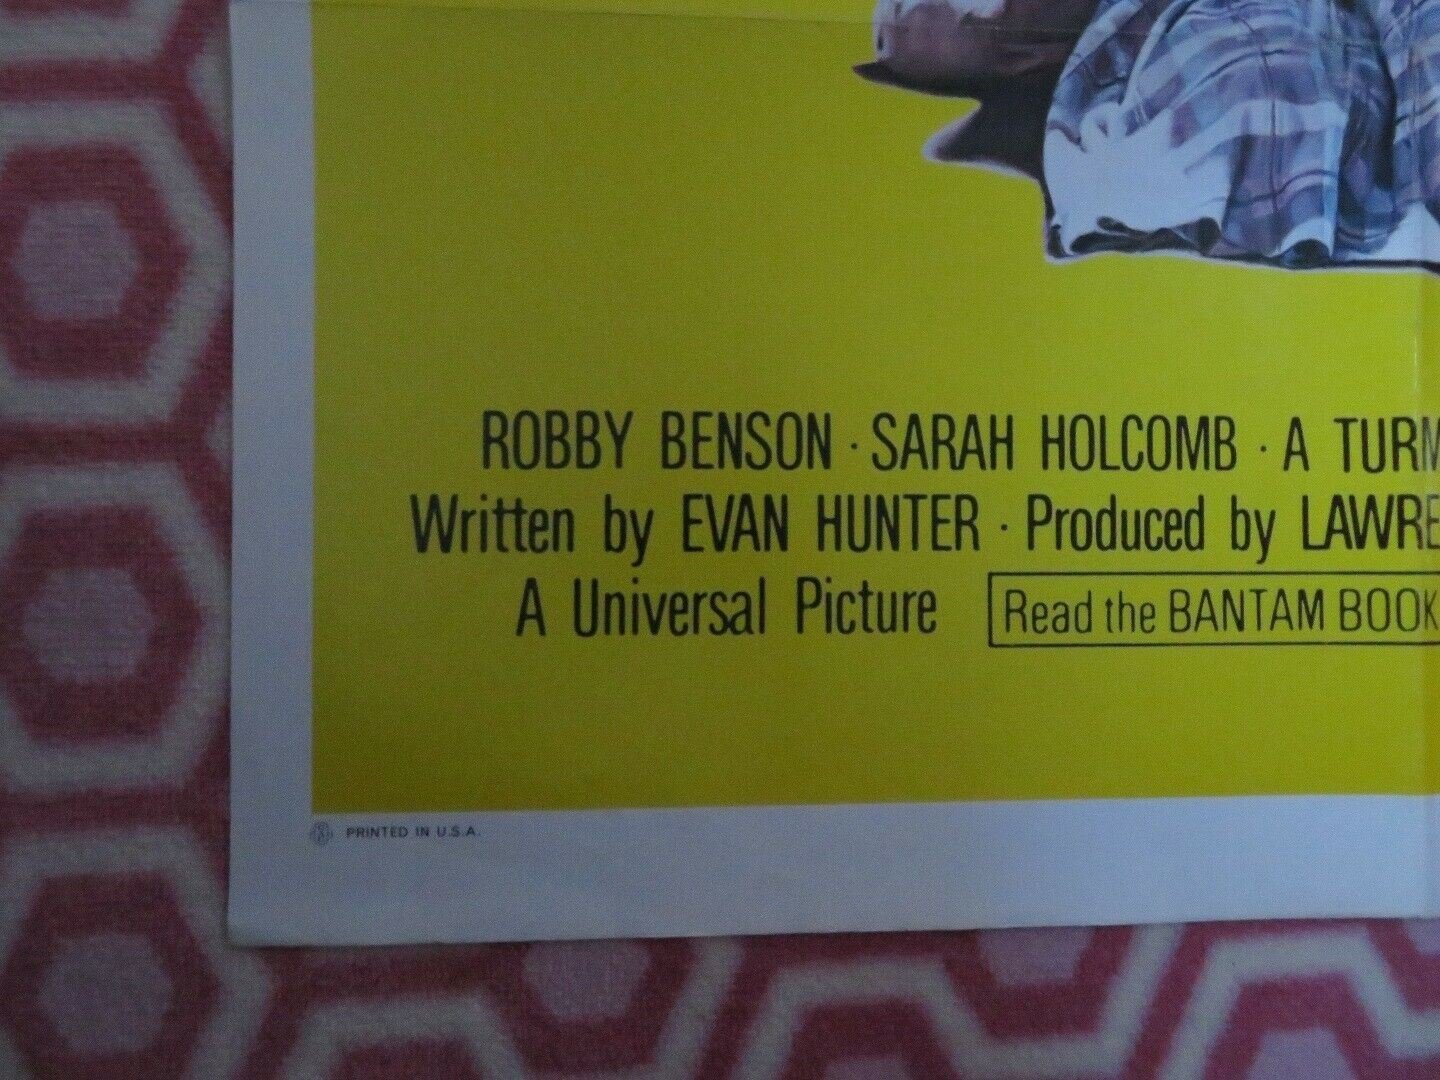 ROBBY BENSON · SARAH HOLCOMB · A TURM
Written by EVAN HUNTER · Produced by LAWRE
A Universal Picture Read the BANTAM BOOK
PRINTED IN U.S.A.